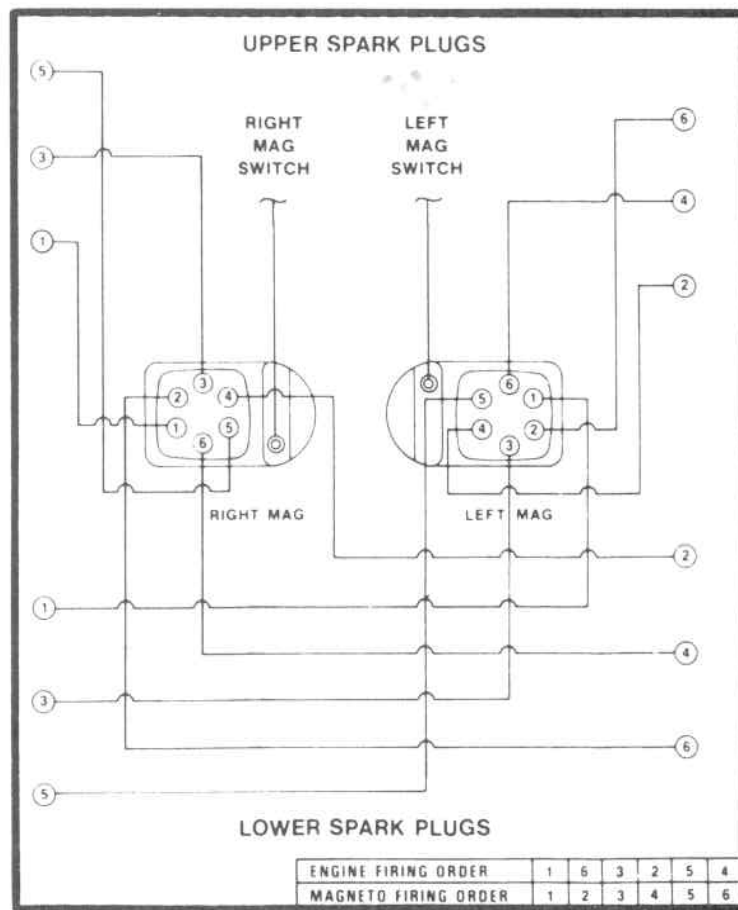 UPPER SPARK PLUGS
5
RIGHT
MAG
SWITCH
LEFT
MAG
SWITCH
6
3
4
1
2
3
2
4
1
5
6
6
5
1
4
2
3
RIGHT MAG
LEFT MAG
2
1
4
3
6
5
LOWER SPARK PLUGS
ENGINE FIRING ORDER 1 6 3 2 5 4
MAGNETO FIRING ORDER 1 2 3 4 5 6